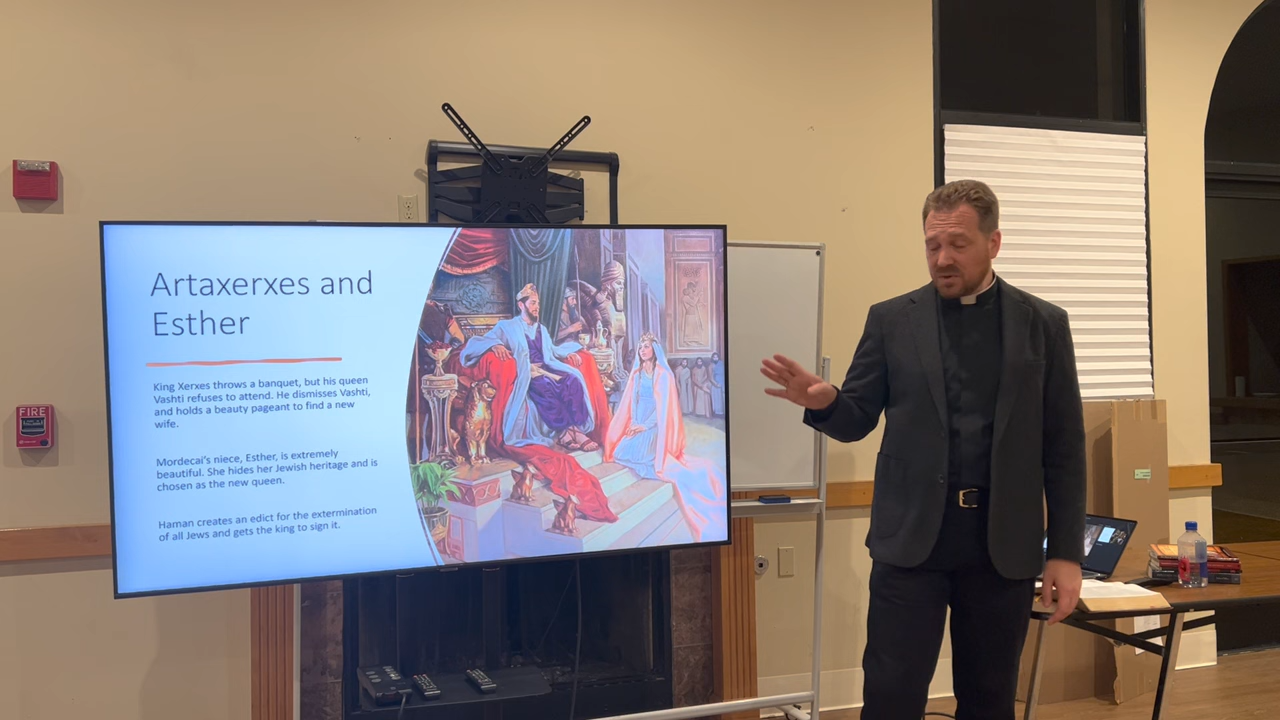 FIRE
Artaxerxes and
Esther
King Xerxes throws a banquet, but his queen
Vashti refuses to attend. He dismisses Vashti,
and holds a beauty pageant to find a new
wife.
Mordecai's niece, Esther, is extremely
beautiful. She hides her Jewish heritage and is
chosen as the new queen.
Haman creates an edict for the extermination
of all Jews and gets the king to sign it.